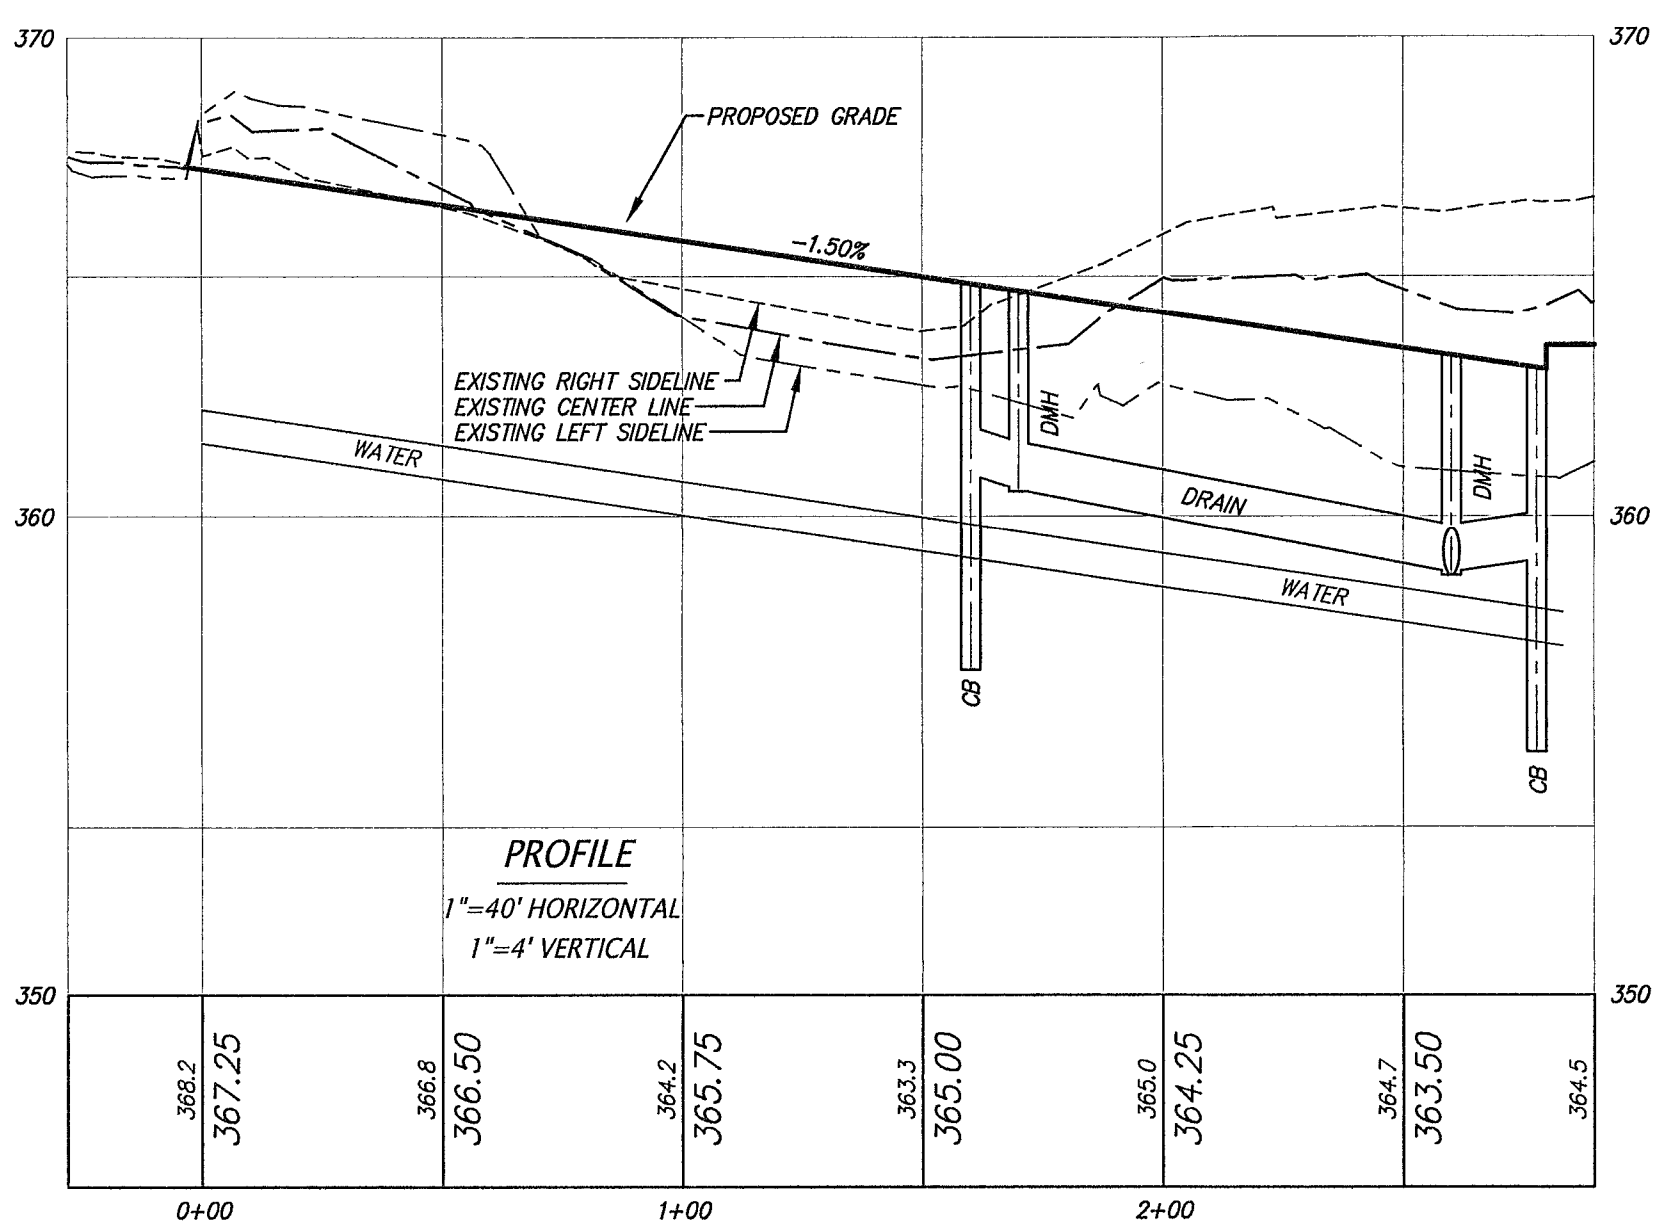 370
370
PROPOSED GRADE
-1.50%
EXISTING RIGHT SIDELINE
EXISTING CENTER LINE
EXISTING LEFT SIDELINE
DMH
WATER
DRAIN
DMH
360
360
WATER
CB
CB
PROFILE
1"=40' HORIZONTAL
1"=4' VERTICAL
350
350
368.2
367.25
366.8
366.50
364.2
365.75
363.3
365.00
365.0
364.25
364.7
363.50
364.5
0+00
1+00
2+00